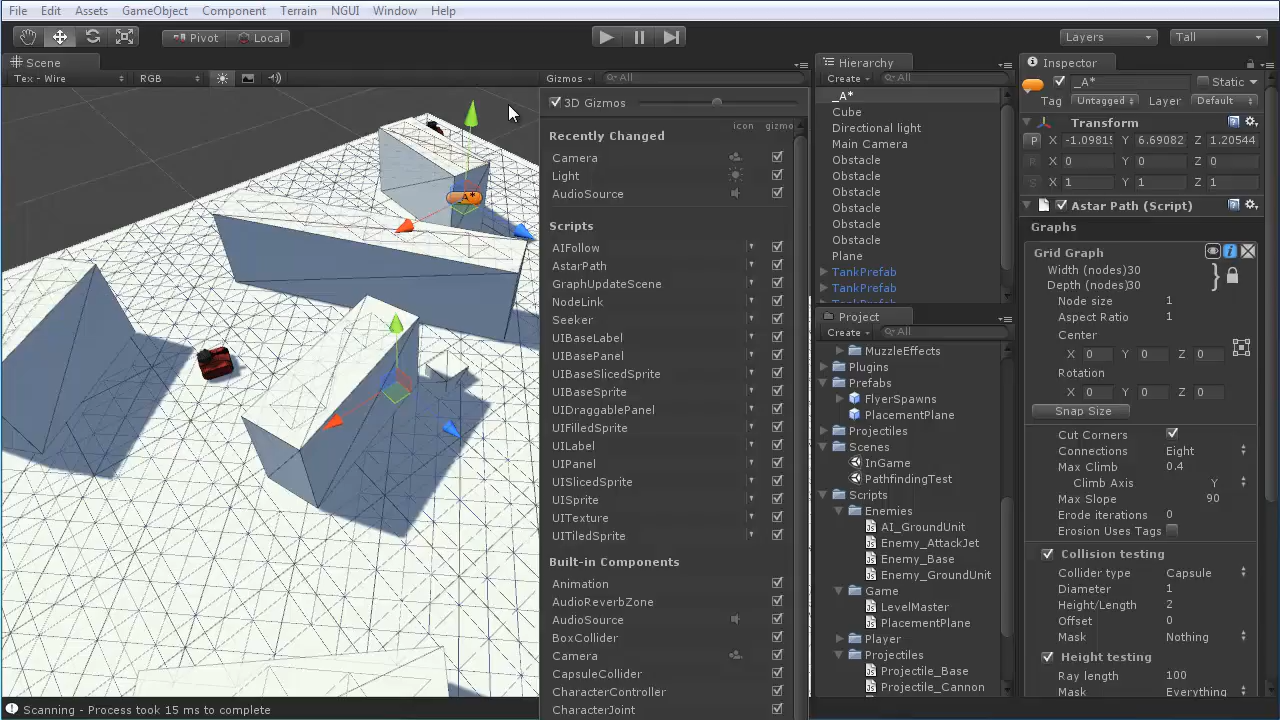 File Edit Assets GameObject Component Terrain NGUI Window Help
Pivot Local Layers Tall
Scene
Tex - Wire RGB Gizmos All
3D Gizmos
icon gizmo
Recently Changed
Camera
Light
AudioSource
Scripts
AIFollow
AstarPath
GraphUpdateScene
NodeLink
Seeker
UIBaseLabel
UIBasePanel
UIBaseSlicedSprite
UIBaseSprite
UIDraggablePanel
UIFilledSprite
UILabel
UIPanel
UISlicedSprite
UISprite
UITexture
UITiledSprite
Built-in Components
Animation
AudioReverbZone
AudioSource
BoxCollider
Camera
CapsuleCollider
CharacterController
CharacterJoint
A*
Hierarchy
Create All
_A*
Cube
Directional light
Main Camera
Obstacle
Obstacle
Obstacle
Obstacle
Obstacle
Obstacle
Plane
TankPrefab
TankPrefab
TankPrefab
Project
Create All
MuzzleEffects
Plugins
Prefabs
FlyerSpawns
PlacementPlane
Projectiles
Scenes
InGame
PathfindingTest
Scripts
Enemies
AI_GroundUnit
Enemy_AttackJet
Enemy_Base
Enemy_GroundUnit
Game
LevelMaster
PlacementPlane
Player
Projectiles
Projectile_Base
Projectile_Cannon
Inspector
_A* Static
Tag Untagged Layer Default
Transform
P X -1.09815 Y 6.69082 Z 1.20544
R X 0 Y 0 Z 0
S X 1 Y 1 Z 1
Astar Path (Script)
Graphs
Grid Graph
Width (nodes)30
Depth (nodes)30
Node size 1
Aspect Ratio 1
Center
X 0 Y 0 Z 0
Rotation
X 0 Y 0 Z 0
Snap Size
Cut Corners
Connections Eight
Max Climb 0.4
Climb Axis Y
Max Slope 90
Erode iterations 0
Erosion Uses Tags
Collision testing
Collider type Capsule
Diameter 1
Height/Length 2
Offset 0
Mask Nothing
Height testing
Ray length 100
Mask Everything
Scanning - Process took 15 ms to complete